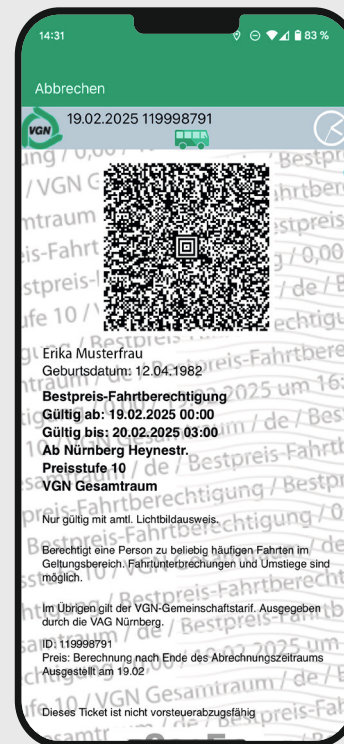 14:31
83 %
Abbrechen
VGN
19.02.2025 119998791
Erika Musterfrau
Geburtsdatum: 12.04.1982
Bestpreis-Fahrtberechtigung
Gültig ab: 19.02.2025 00:00
Gültig bis: 20.02.2025 03:00
Ab Nürnberg Heynestr.
Preisstufe 10
VGN Gesamtraum
Nur gültig mit amtl. Lichtbildausweis.
Berechtigt eine Person zu beliebig häufigen Fahrten im
Geltungsbereich. Fahrtunterbrechungen und Umstiege sind
möglich.
Im Übrigen gilt der VGN-Gemeinschaftstarif. Ausgegeben
durch die VAG Nürnberg.
ID: 119998791
Preis: Berechnung nach Ende des Abrechnungszeitraums
Ausgestellt am 19.02
Dieses Ticket ist nicht vorsteuerabzugsfähig